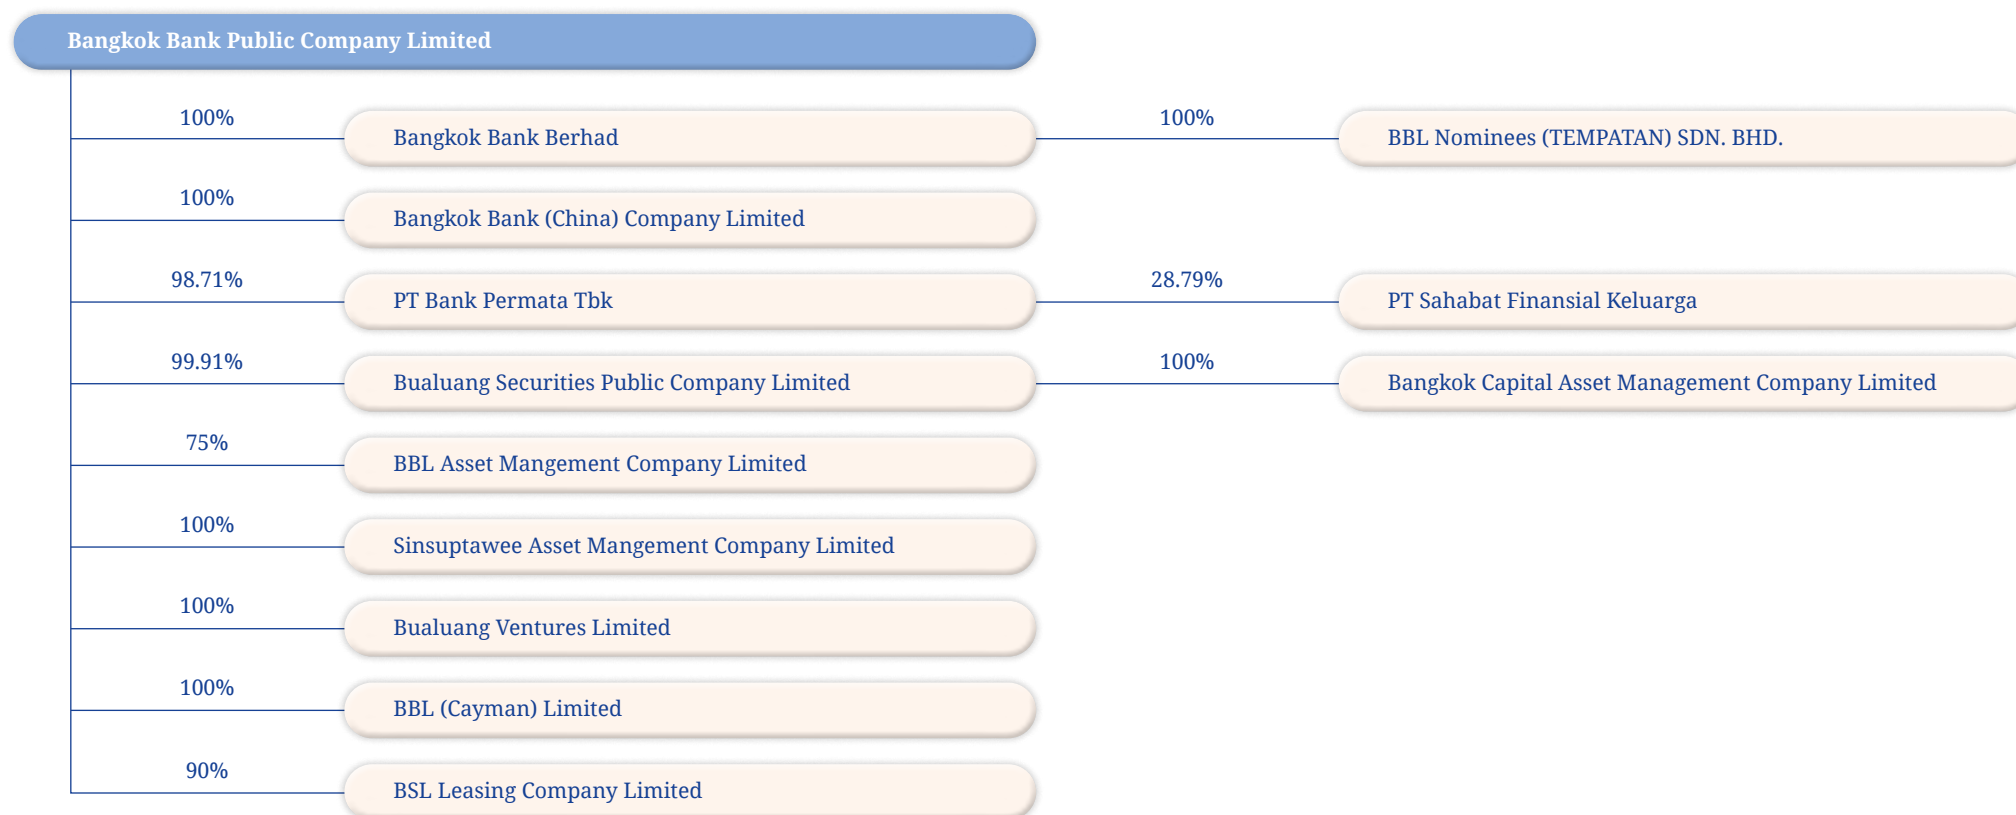 Bangkok Bank Public Company Limited
100%
Bangkok Bank Berhad
100%
BBL Nominees (TEMPATAN) SDN. BHD.
100%
Bangkok Bank (China) Company Limited
98.71%
PT Bank Permata Tbk
28.79%
PT Sahabat Finansial Keluarga
99.91%
Bualuang Securities Public Company Limited
100%
Bangkok Capital Asset Management Company Limited
75%
BBL Asset Mangement Company Limited
100%
Sinsuptawee Asset Mangement Company Limited
100%
Bualuang Ventures Limited
100%
BBL (Cayman) Limited
90%
BSL Leasing Company Limited